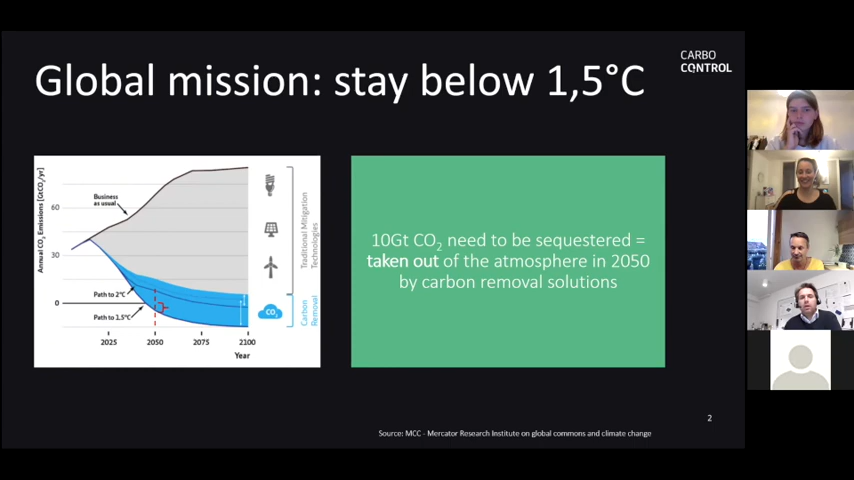 Global mission: stay below 1,5°C
CARBO
CONTROL
Annual CO₂ Emissions [GtCO₂/yr]
60
30
0
Business
as usual
Path to 2°C
Path to 1,5°C
2025
2050
2075
2100
Year
Traditional Mitigation
Technologies
CO₂
Carbon
Removal
10Gt CO₂ need to be sequestered =
taken out of the atmosphere in 2050
by carbon removal solutions
2
Source: MCC - Mercator Research Institute on global commons and climate change